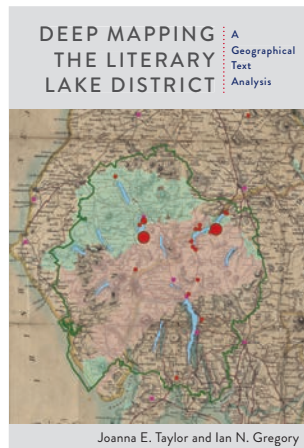 DEEP MAPPING
THE LITERARY
LAKE DISTRICT
A
Geographical
Text
Analysis
Joanna E. Taylor and Ian N. Gregory